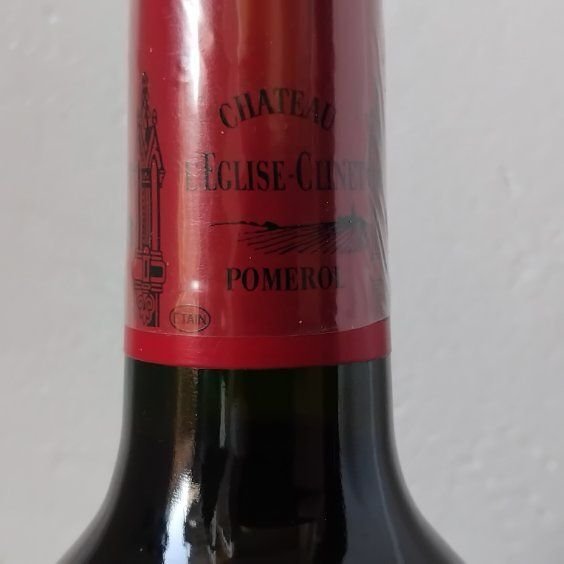 CHATEAU
L'EGLISE-CLINET
POMEROL
ETAIN